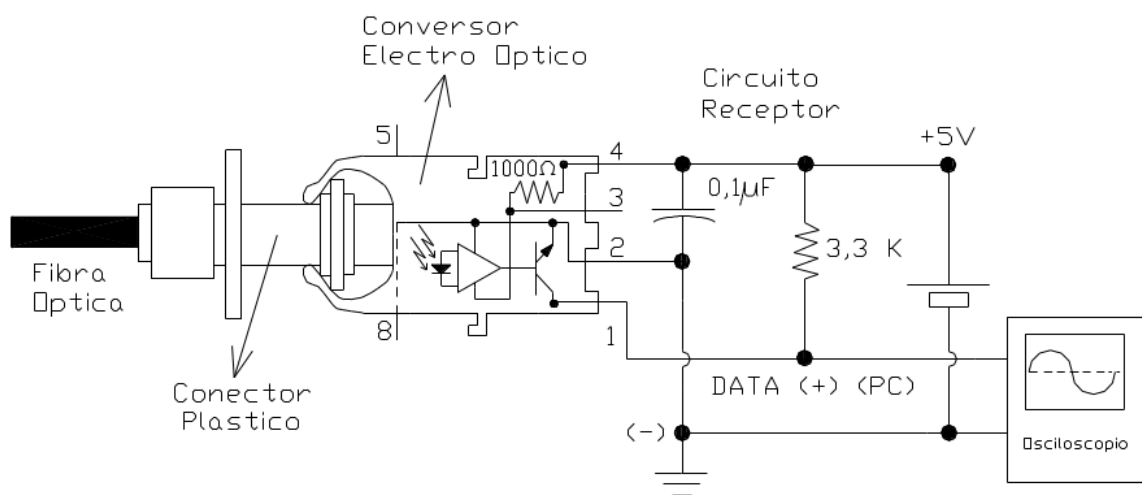 Conversor
Electro Optico
Circuito
Receptor
+5V
5
4
1000Ω
3
0,1µF
2
3,3 K
Fibra
Optica
8
1
DATA (+) (PC)
Conector
Plastico
(-)
Osciloscopio